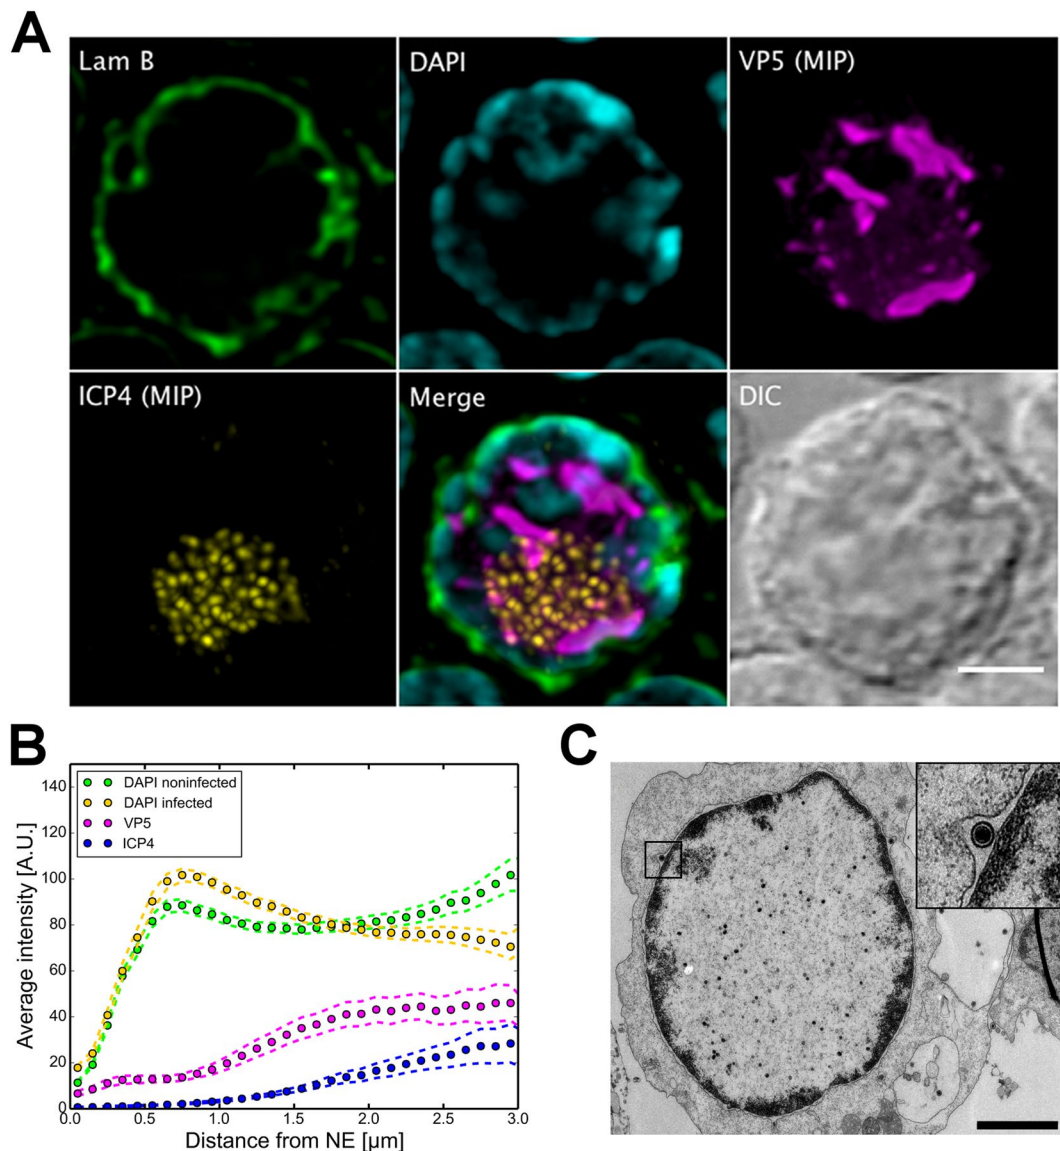 A
Lam B
DAPI
VP5 (MIP)
ICP4 (MIP)
Merge
DIC
B
C
DAPI noninfected
DAPI infected
VP5
ICP4
Average intensity [A.U.]
140
120
100
80
60
40
20
0
0.5
1.0
1.5
2.0
2.5
3.0
Distance from NE [µm]